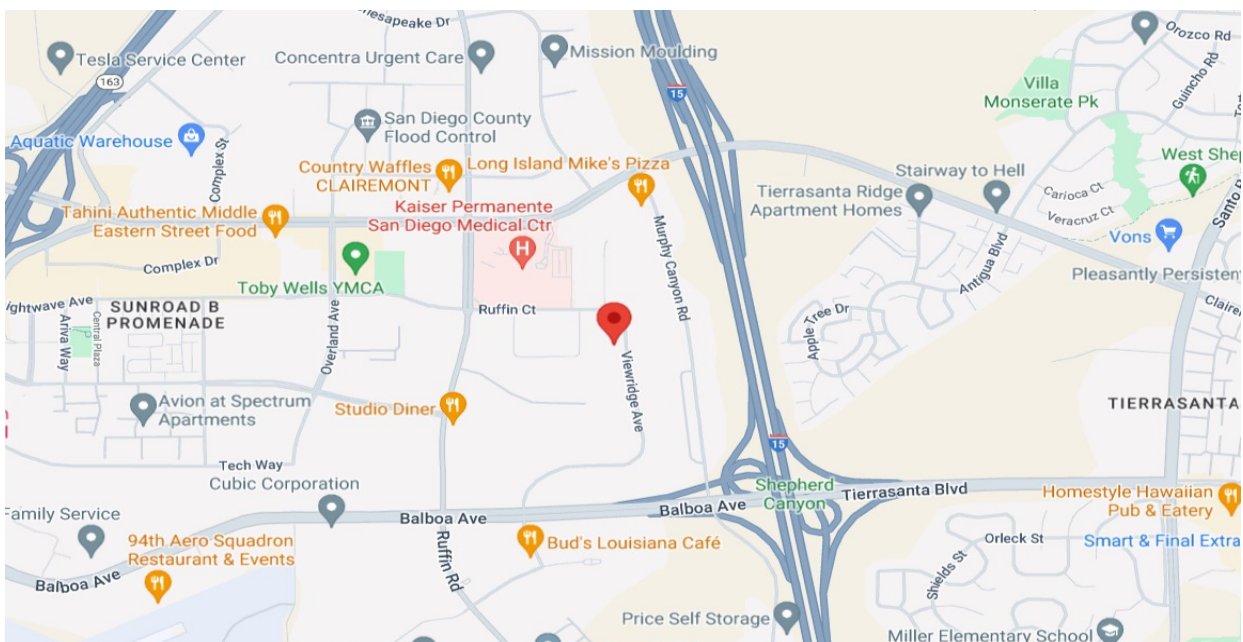 Chesapeake Dr
Tesla Service Center
Concentra Urgent Care
Mission Moulding
Orozco Rd
163
15
Villa
Monserate Pk
Guincho Rd
Aquatic Warehouse
Complex St
San Diego County
Flood Control
Country Waffles
CLAIREMONT
Long Island Mike's Pizza
Stairway to Hell
West Shep
Tierrasanta Ridge
Apartment Homes
Carioca Ct
Veracruz Ct
Santo R
Tahini Authentic Middle
Eastern Street Food
Kaiser Permanente
San Diego Medical Ctr
H
Murphy Canyon Rd
Antigua Blvd
Vons
Complex Dr
Toby Wells YMCA
Pleasantly Persistent
Lightwave Ave
SUNROAD B
PROMENADE
Ruffin Ct
Claire
Ariva Way
Central Plaza
Overland Ave
Viewridge Ave
Apple Tree Dr
Avion at Spectrum
Apartments
Studio Diner
TIERRASANTA
15
Tech Way
Cubic Corporation
Shepherd
Canyon
Tierrasanta Blvd
Homestyle Hawaiian
Pub & Eatery
Family Service
Balboa Ave
Balboa Ave
94th Aero Squadron
Restaurant & Events
Bud's Louisiana Café
Orleck St
Smart & Final Extra
Shields St
Balboa Ave
Ruffin Rd
Price Self Storage
Miller Elementary School